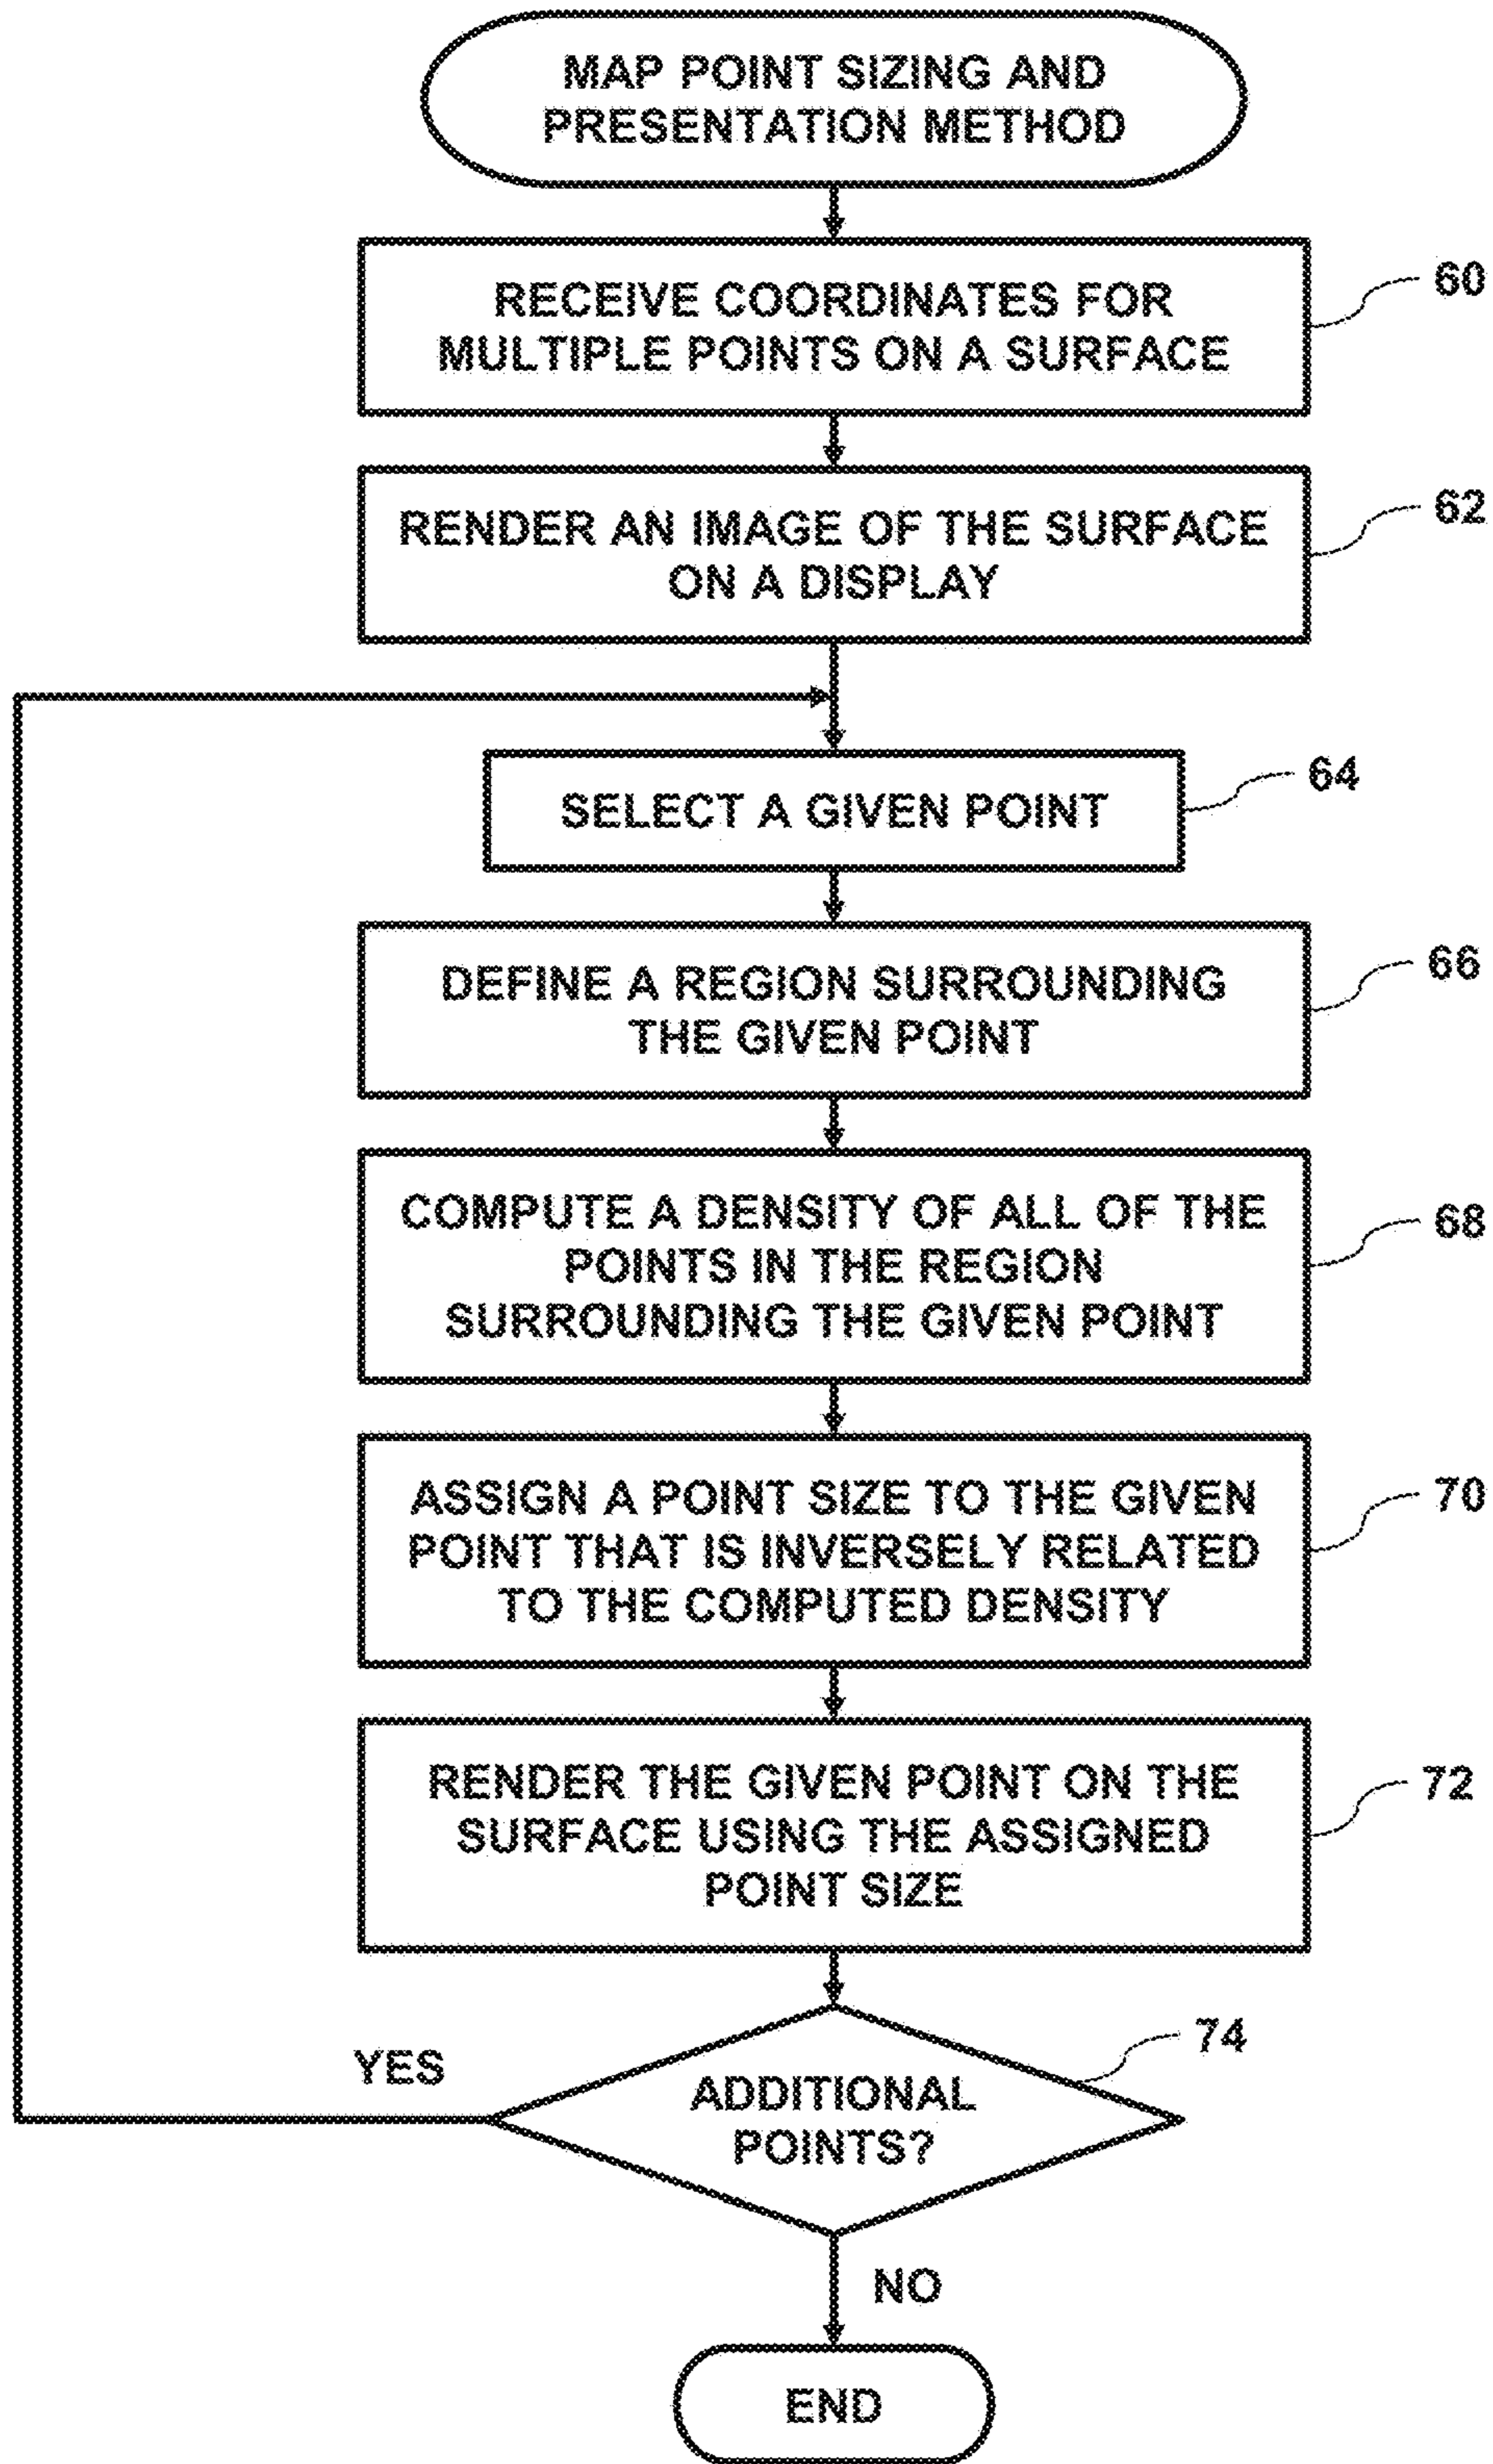 MAP POINT SIZING AND
PRESENTATION METHOD
RECEIVE COORDINATES FOR
MULTIPLE POINTS ON A SURFACE
60
RENDER AN IMAGE OF THE SURFACE
ON A DISPLAY
62
SELECT A GIVEN POINT
64
DEFINE A REGION SURROUNDING
THE GIVEN POINT
66
COMPUTE A DENSITY OF ALL OF THE
POINTS IN THE REGION
SURROUNDING THE GIVEN POINT
68
ASSIGN A POINT SIZE TO THE GIVEN
POINT THAT IS INVERSELY RELATED
TO THE COMPUTED DENSITY
70
RENDER THE GIVEN POINT ON THE
SURFACE USING THE ASSIGNED
POINT SIZE
72
ADDITIONAL
POINTS?
74
YES
NO
END